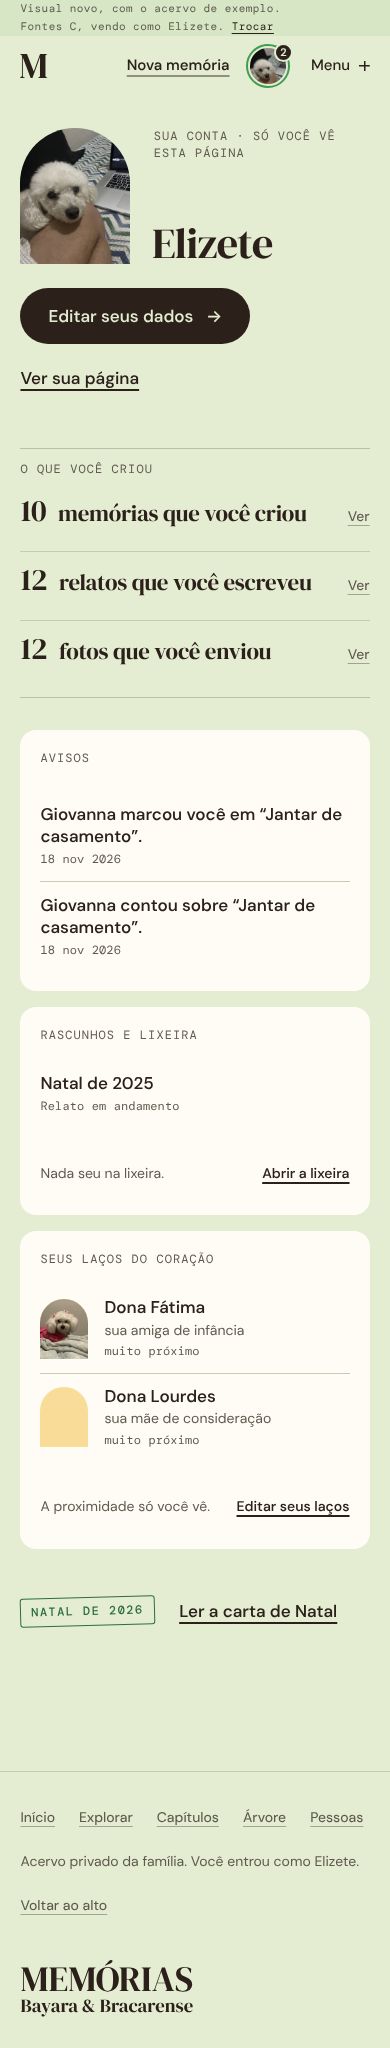 Visual novo, com o acervo de exemplo.
Fontes C, vendo como Elizete. Trocar
M
Nova memória
2
Menu +
SUA CONTA · SÓ VOCÊ VÊ
ESTA PÁGINA
Elizete
Editar seus dados →
Ver sua página
O QUE VOCÊ CRIOU
10 memórias que você criou Ver
12 relatos que você escreveu Ver
12 fotos que você enviou Ver
AVISOS
Giovanna marcou você em “Jantar de
casamento”.
18 nov 2026
Giovanna contou sobre “Jantar de
casamento”.
18 nov 2026
RASCUNHOS E LIXEIRA
Natal de 2025
Relato em andamento
Nada seu na lixeira. Abrir a lixeira
SEUS LAÇOS DO CORAÇÃO
Dona Fátima
sua amiga de infância
muito próximo
Dona Lourdes
sua mãe de consideração
muito próximo
A proximidade só você vê. Editar seus laços
NATAL DE 2026 Ler a carta de Natal
Início Explorar Capítulos Árvore Pessoas
Acervo privado da família. Você entrou como Elizete.
Voltar ao alto
MEMÓRIAS
Bayara & Bracarense